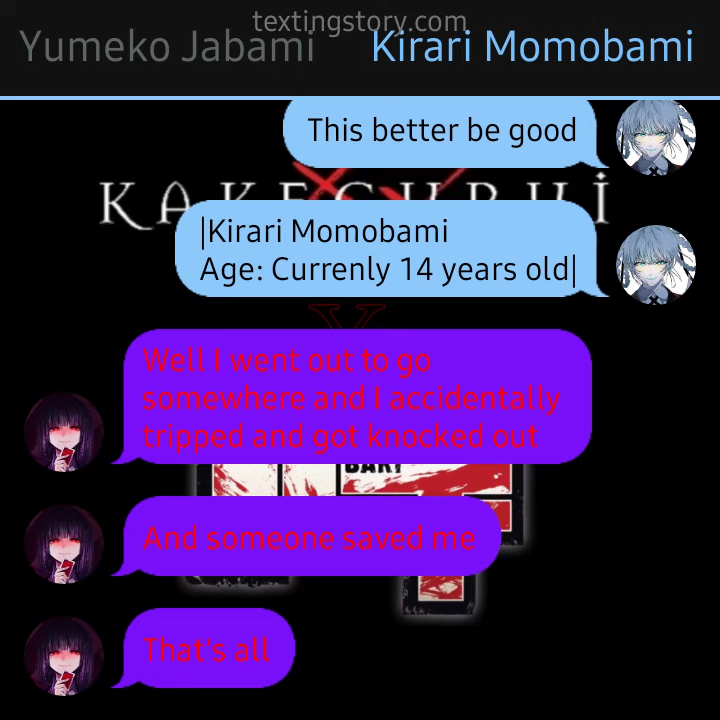 textingstory.com
Yumeko Jabami
Kirari Momobami
This better be good
KAKEGURUI
|Kirari Momobami
Age: Currenly 14 years old|
Well I went out to go
somewhere and I accidentally
tripped and got knocked out
And someone saved me
That's all